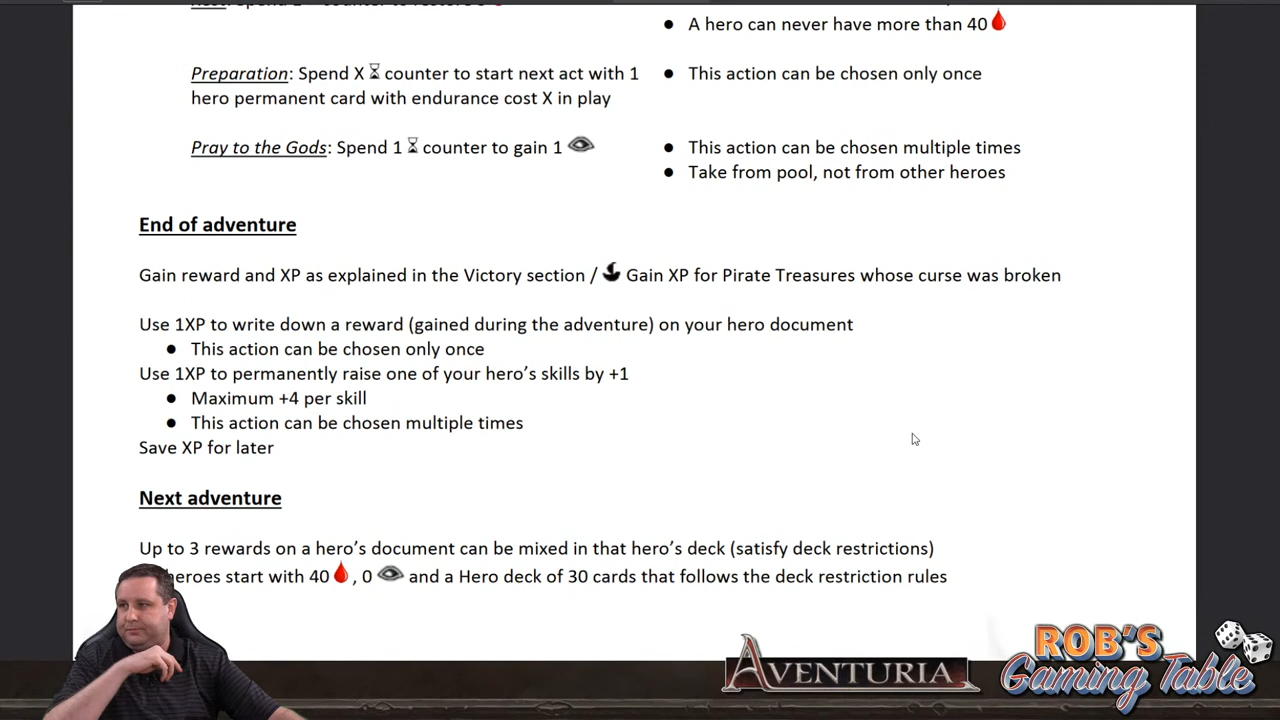 A hero can never have more than 40
Preparation: Spend X counter to start next act with 1
hero permanent card with endurance cost X in play
● This action can be chosen only once
Pray to the Gods: Spend 1 counter to gain 1
● This action can be chosen multiple times
● Take from pool, not from other heroes
End of adventure
Gain reward and XP as explained in the Victory section / Gain XP for Pirate Treasures whose curse was broken
Use 1XP to write down a reward (gained during the adventure) on your hero document
● This action can be chosen only once
Use 1XP to permanently raise one of your hero's skills by +1
● Maximum +4 per skill
● This action can be chosen multiple times
Save XP for later
Next adventure
Up to 3 rewards on a hero's document can be mixed in that hero's deck (satisfy deck restrictions)
heroes start with 40 , 0 and a Hero deck of 30 cards that follows the deck restriction rules
AVENTURIA
ROB'S
Gaming Table